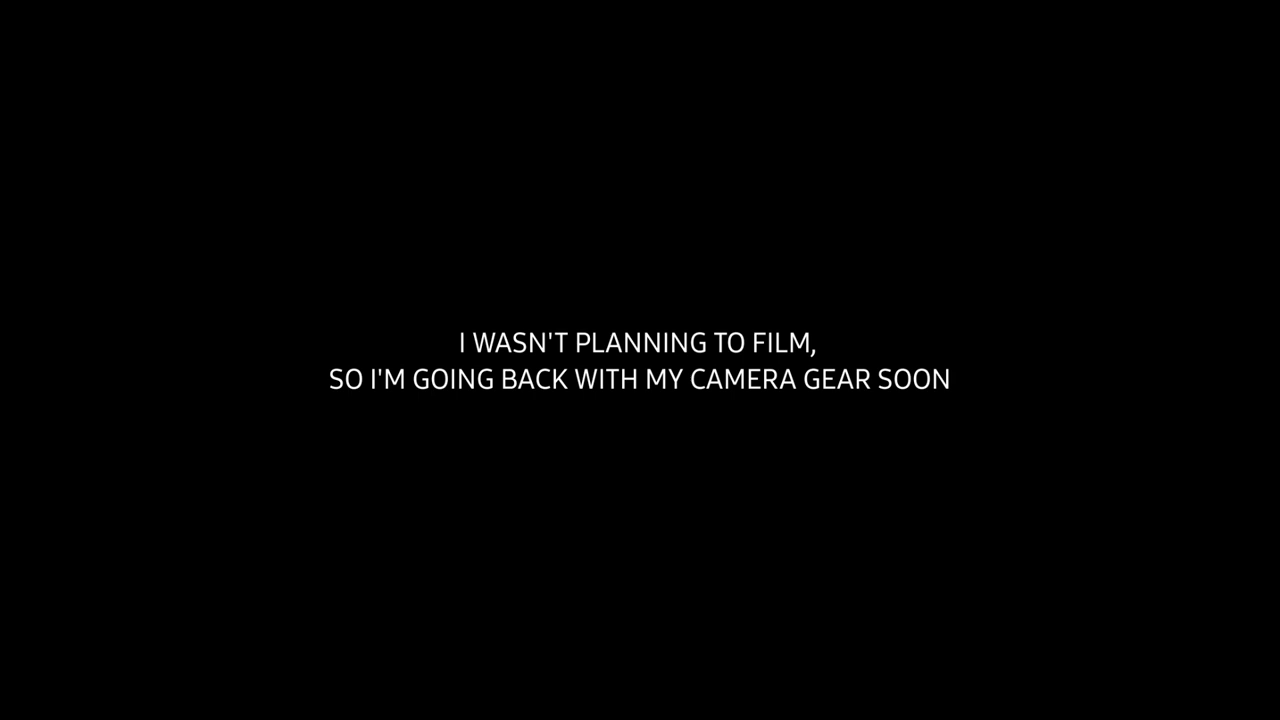 I WASN'T PLANNING TO FILM,
SO I'M GOING BACK WITH MY CAMERA GEAR SOON